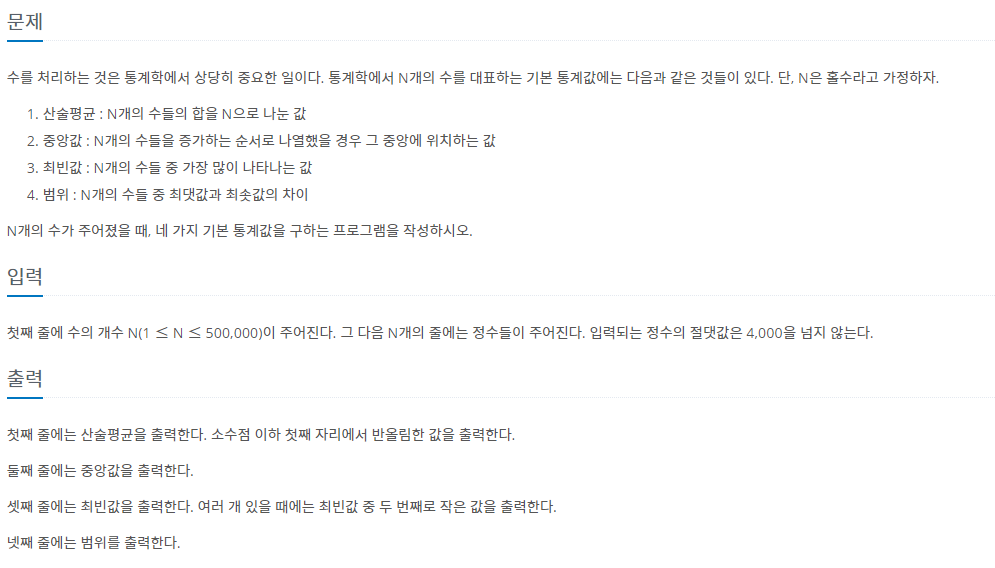 문제
수를 처리하는 것은 통계학에서 상당히 중요한 일이다. 통계학에서 N개의 수를 대표하는 기본 통계값에는 다음과 같은 것들이 있다. 단, N은 홀수라고 가정하자.
1. 산술평균 : N개의 수들의 합을 N으로 나눈 값
2. 중앙값 : N개의 수들을 증가하는 순서로 나열했을 경우 그 중앙에 위치하는 값
3. 최빈값 : N개의 수들 중 가장 많이 나타나는 값
4. 범위 : N개의 수들 중 최댓값과 최솟값의 차이
N개의 수가 주어졌을 때, 네 가지 기본 통계값을 구하는 프로그램을 작성하시오.
입력
첫째 줄에 수의 개수 N(1 ≤ N ≤ 500,000)이 주어진다. 그 다음 N개의 줄에는 정수들이 주어진다. 입력되는 정수의 절댓값은 4,000을 넘지 않는다.
출력
첫째 줄에는 산술평균을 출력한다. 소수점 이하 첫째 자리에서 반올림한 값을 출력한다.
둘째 줄에는 중앙값을 출력한다.
셋째 줄에는 최빈값을 출력한다. 여러 개 있을 때에는 최빈값 중 두 번째로 작은 값을 출력한다.
넷째 줄에는 범위를 출력한다.